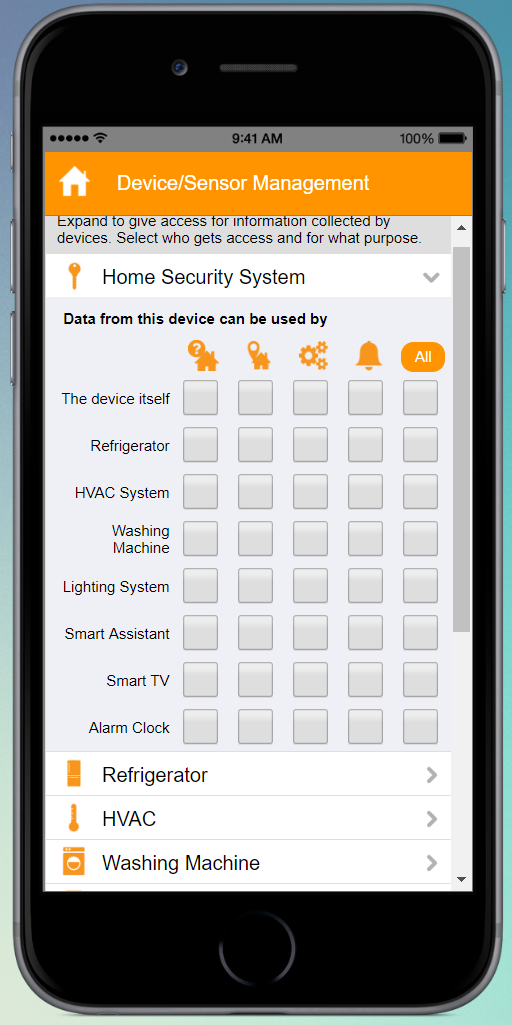 9:41 AM 100%
Device/Sensor Management
Expand to give access for information collected by
devices. Select who gets access and for what purpose.
Home Security System
Data from this device can be used by
? All
The device itself
Refrigerator
HVAC System
Washing
Machine
Lighting System
Smart Assistant
Smart TV
Alarm Clock
Refrigerator
HVAC
Washing Machine